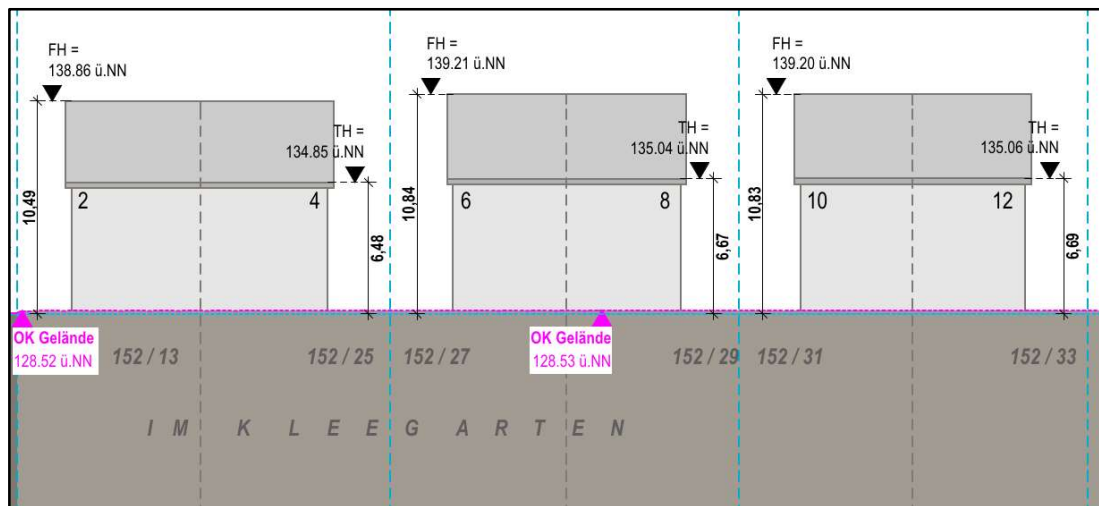 FH =
138.86 ü.NN
TH =
134.85 ü.NN
10,49
6,48
2
4
FH =
139.21 ü.NN
TH =
135.04 ü.NN
10,84
6,67
6
8
FH =
139.20 ü.NN
TH =
135.06 ü.NN
10,83
6,69
10
12
OK Gelände
128.52 ü.NN
OK Gelände
128.53 ü.NN
152 / 13
152 / 25
152 / 27
152 / 29
152 / 31
152 / 33
IM KLEEGARTEN